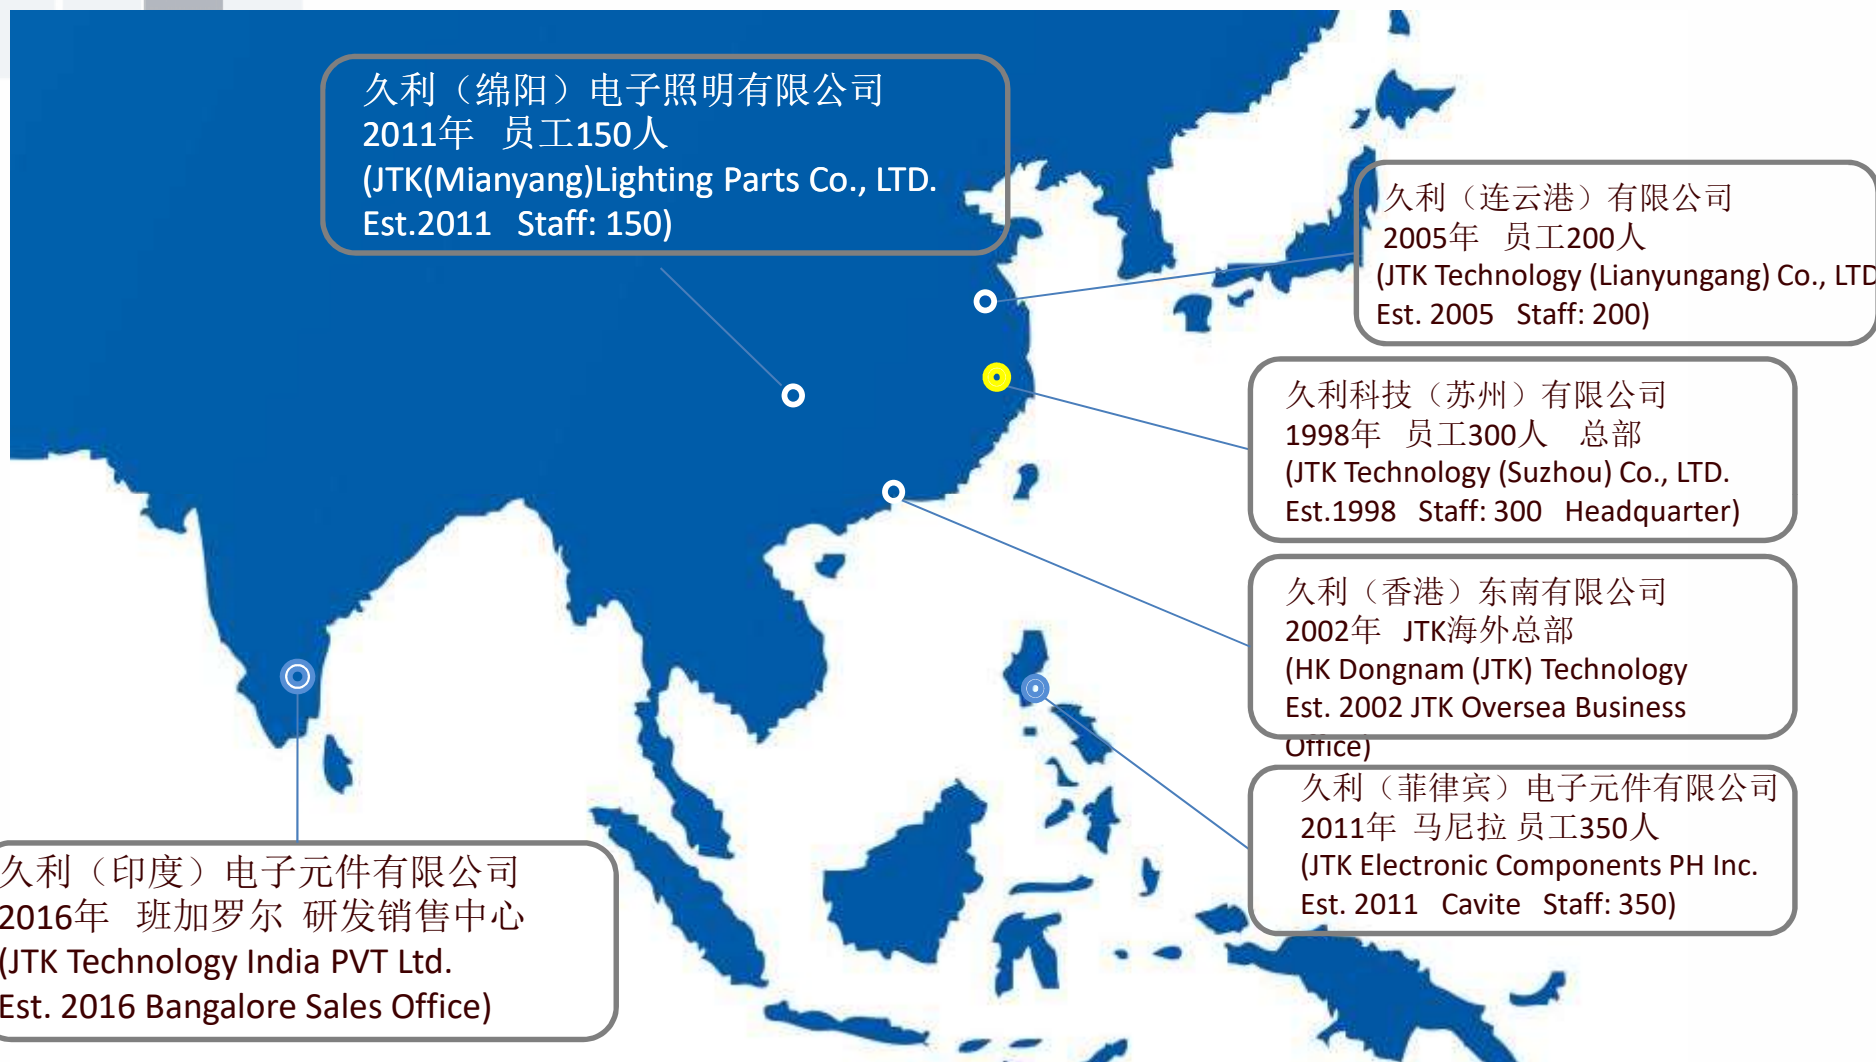 久利（绵阳）电子照明有限公司
2011年 员工150人
(JTK(Mianyang)Lighting Parts Co., LTD.
Est.2011 Staff: 150)
久利（连云港）有限公司
2005年 员工200人
(JTK Technology (Lianyungang) Co., LTD
Est. 2005 Staff: 200)
久利科技（苏州）有限公司
1998年 员工300人 总部
(JTK Technology (Suzhou) Co., LTD.
Est.1998 Staff: 300 Headquarter)
久利（香港）东南有限公司
2002年 JTK海外总部
(HK Dongnam (JTK) Technology
Est. 2002 JTK Oversea Business
Office)
久利（菲律宾）电子元件有限公司
2011年 马尼拉 员工350人
(JTK Electronic Components PH Inc.
Est. 2011 Cavite Staff: 350)
久利（印度）电子元件有限公司
2016年 班加罗尔 研发销售中心
(JTK Technology India PVT Ltd.
Est. 2016 Bangalore Sales Office)